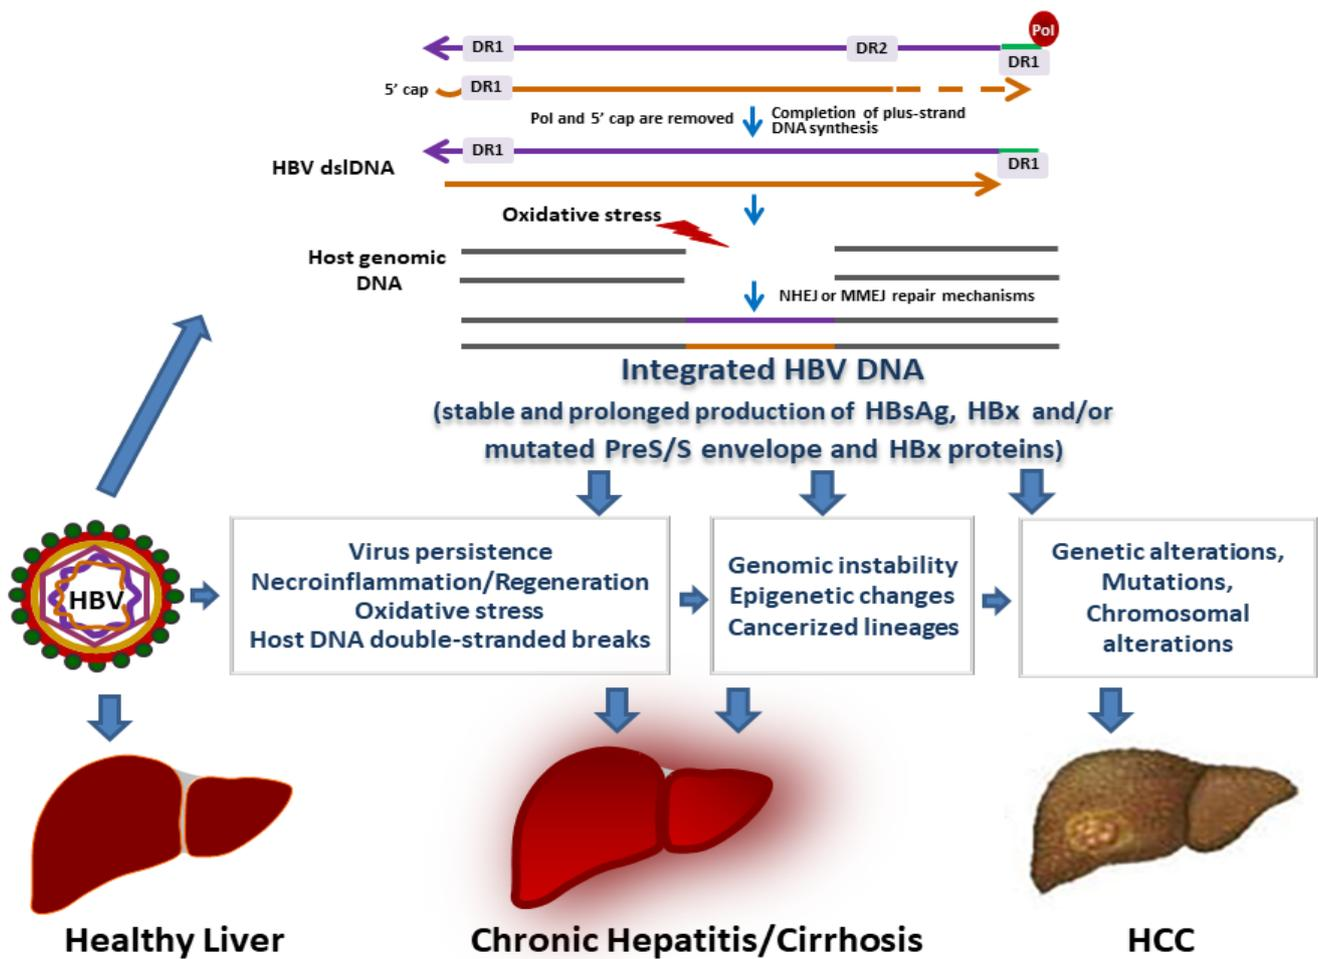 Pol
DR1
DR2
DR1
5’ cap
DR1
Pol and 5’ cap are removed
Completion of plus-strand
DNA synthesis
DR1
DR1
HBV dslDNA
Oxidative stress
Host genomic
DNA
NHEJ or MMEJ repair mechanisms
Integrated HBV DNA
(stable and prolonged production of HBsAg, HBx and/or
mutated PreS/S envelope and HBx proteins)
HBV
Virus persistence
Necroinflammation/Regeneration
Oxidative stress
Host DNA double-stranded breaks
Genomic instability
Epigenetic changes
Cancerized lineages
Genetic alterations,
Mutations,
Chromosomal
alterations
Healthy Liver
Chronic Hepatitis/Cirrhosis
HCC